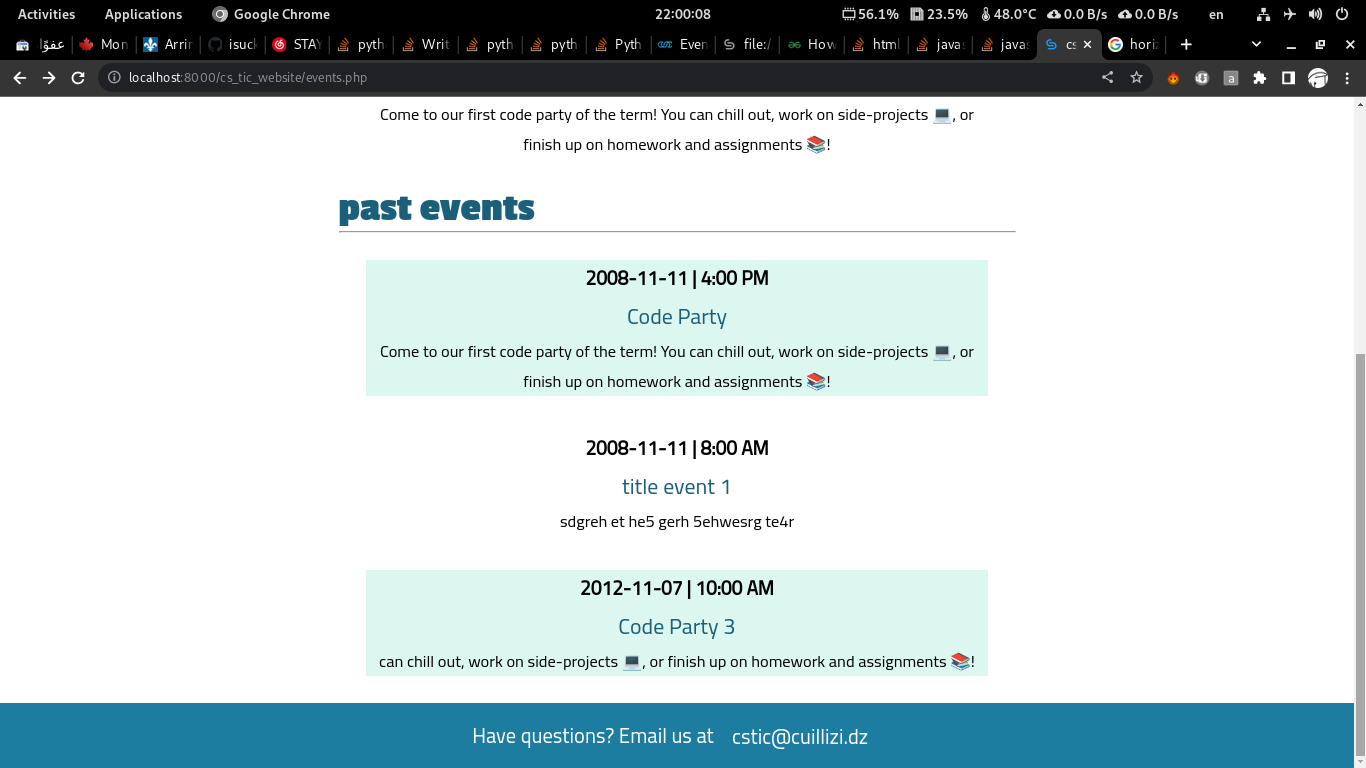 Activities Applications Google Chrome 22:00:08 56.1% 23.5% 48.0°C 0.0 B/s 0.0 B/s en
عفوًا Mon Arrir isuck STAY pyth Writ pyth pyth Pyth Even file:/ How html javas javas cs horiz
localhost:8000/cs_tic_website/events.php
Come to our first code party of the term! You can chill out, work on side-projects 💻, or
finish up on homework and assignments 📚!
past events
2008-11-11 | 4:00 PM
Code Party
Come to our first code party of the term! You can chill out, work on side-projects 💻, or
finish up on homework and assignments 📚!
2008-11-11 | 8:00 AM
title event 1
sdgreh et he5 gerh 5ehwesrg te4r
2012-11-07 | 10:00 AM
Code Party 3
can chill out, work on side-projects 💻, or finish up on homework and assignments 📚!
Have questions? Email us at cstic@cuillizi.dz